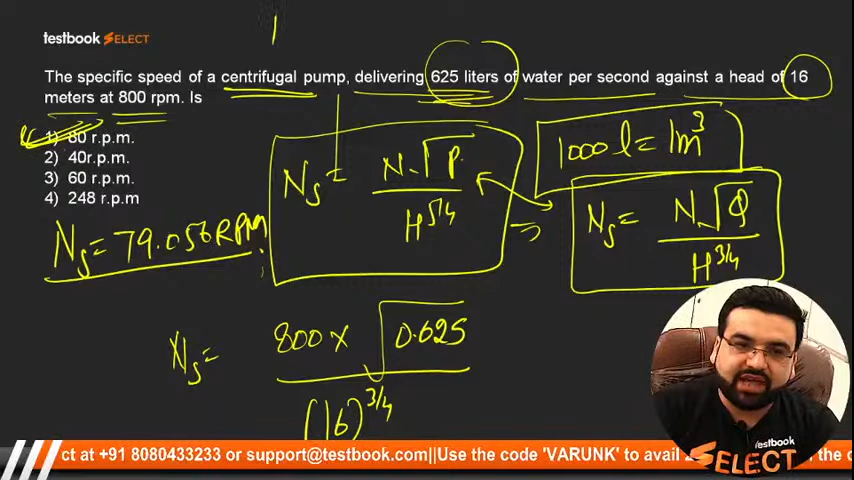 testbook SELECT
The specific speed of a centrifugal pump, delivering 625 liters of water per second against a head of 16
meters at 800 rpm. Is
1) 80 r.p.m.
2) 40r.p.m.
3) 60 r.p.m.
4) 248 r.p.m
Ns = N√P / H^5/4
1000 l = 1m³
⇒ Ns = N√Q / H^3/4
Ns = 79.056 RPM
Ns = 800 × √0.625 / (16)^3/4
testbook
SELECT
ct at +91 8080433233 or support@testbook.com||Use the code 'VARUNK' to avail